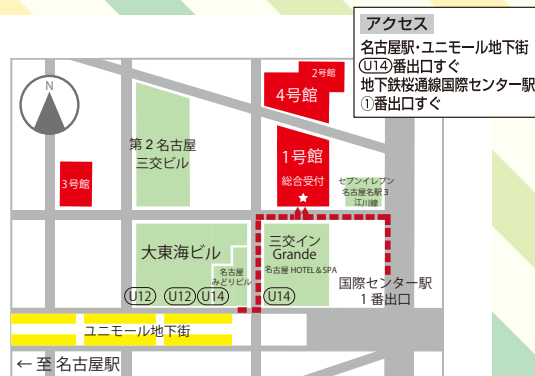 アクセス
名古屋駅・ユニモール地下街
U14番出口すぐ
地下鉄桜通線国際センター駅
①番出口すぐ
N
2号館
4号館
第2名古屋
三交ビル
1号館
総合受付
3号館
セブンイレブン
名古屋名駅3
江川線
大東海ビル
名古屋
みどりビル
三交イン
Grande
名古屋 HOTEL&SPA
国際センター駅
1番出口
U12 U12 U14 U14
ユニモール地下街
← 至 名古屋駅